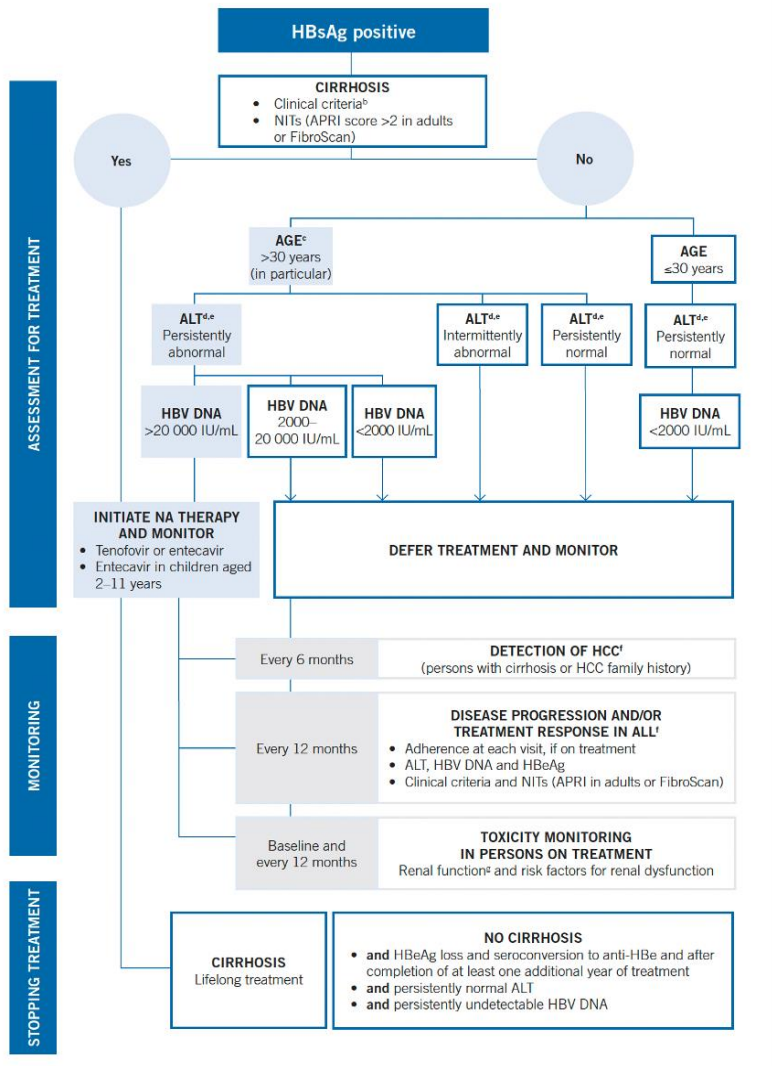 HBsAg positive
ASSESSMENT FOR TREATMENT
CIRRHOSIS
• Clinical criteriaᵇ
• NITs (APRI score >2 in adults
or FibroScan)
Yes
No
AGEᶜ
>30 years
(in particular)
AGE
≤30 years
ALTᵈ,ᵉ
Persistently
abnormal
ALTᵈ,ᵉ
Intermittently
abnormal
ALTᵈ,ᵉ
Persistently
normal
ALTᵈ,ᵉ
Persistently
normal
HBV DNA
>20 000 IU/mL
HBV DNA
2000–
20 000 IU/mL
HBV DNA
<2000 IU/mL
HBV DNA
<2000 IU/mL
INITIATE NA THERAPY
AND MONITOR
• Tenofovir or entecavir
• Entecavir in children aged
2–11 years
DEFER TREATMENT AND MONITOR
MONITORING
Every 6 months
DETECTION OF HCCᶠ
(persons with cirrhosis or HCC family history)
Every 12 months
DISEASE PROGRESSION AND/OR
TREATMENT RESPONSE IN ALLᶠ
• Adherence at each visit, if on treatment
• ALT, HBV DNA and HBeAg
• Clinical criteria and NITs (APRI in adults or FibroScan)
Baseline and
every 12 months
TOXICITY MONITORING
IN PERSONS ON TREATMENT
Renal functionᵍ and risk factors for renal dysfunction
STOPPING TREATMENT
CIRRHOSIS
Lifelong treatment
NO CIRRHOSIS
• and HBeAg loss and seroconversion to anti-HBe and after
completion of at least one additional year of treatment
• and persistently normal ALT
• and persistently undetectable HBV DNA